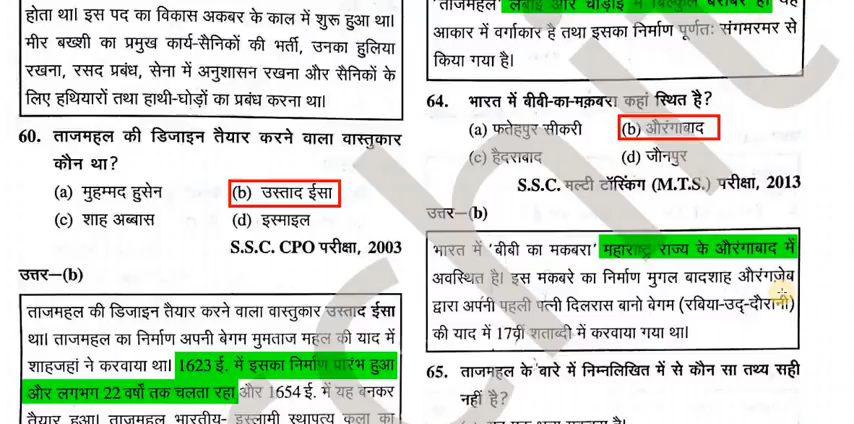 होता था। इस पद का विकास अकबर के काल में शुरू हुआ था।
मीर बख्शी का प्रमुख कार्य-सैनिकों की भर्ती, उनका हुलिया
रखना, रसद प्रबंध, सेना में अनुशासन रखना और सैनिकों के
लिए हथियारों तथा हाथी-घोड़ों का प्रबंध करना था।
60. ताजमहल की डिजाइन तैयार करने वाला वास्तुकार
कौन था?
(a) मुहम्मद हुसेन (b) उस्ताद ईसा
(c) शाह अब्बास (d) इस्माइल
S.S.C. CPO परीक्षा, 2003
उत्तर–(b)
ताजमहल की डिजाइन तैयार करने वाला वास्तुकार उस्ताद ईसा
था। ताजमहल का निर्माण अपनी बेगम मुमताज महल की याद में
शाहजहां ने करवाया था। 1623 ई. में इसका निर्माण प्रारंभ हुआ
और लगभग 22 वर्षों तक चलता रहा और 1654 ई. में यह बनकर
तैयार हुआ। ताजमहल भारतीय- इस्लामी स्थापत्य कला का
'ताजमहल' लंबाई और चौड़ाई में बिल्कुल बराबर है। यह
आकार में वर्गाकार है तथा इसका निर्माण पूर्णतः संगमरमर से
किया गया है।
64. भारत में बीबी-का-मक़बरा कहां स्थित है?
(a) फतेहपुर सीकरी (b) औरंगाबाद
(c) हैदराबाद (d) जौनपुर
S.S.C. मल्टी टॉस्किंग (M.T.S.) परीक्षा, 2013
उत्तर–(b)
भारत में 'बीबी का मकबरा' महाराष्ट्र राज्य के औरंगाबाद में
अवस्थित है। इस मकबरे का निर्माण मुगल बादशाह औरंगजेब
द्वारा अपनी पहली पत्नी दिलरास बानो बेगम (रबिया-उद्-दौरानी)
की याद में 17वीं शताब्दी में करवाया गया था।
65. ताजमहल के बारे में निम्नलिखित में से कौन सा तथ्य सही
नहीं है?